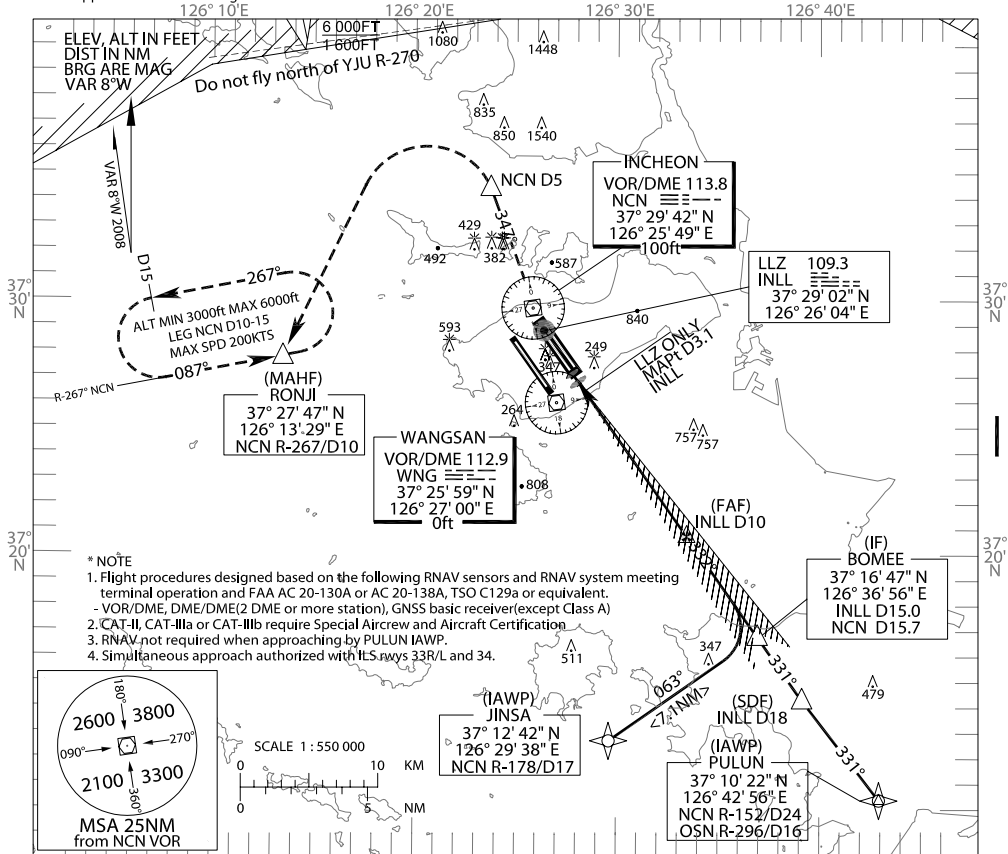 126°10'E
126°20'E
126°30'E
126°40'E
ELEV, ALT IN FEET
DIST IN NM
BRG ARE MAG
VAR 8°W
6 000FT
1 600FT
Do not fly north of YJU R-270
1080
1448
835
850
1540
VAR 8°W 2008
D15
NCN D5
347°
INCHEON
VOR/DME 113.8
NCN
37° 29' 42" N
126° 25' 49" E
100ft
429
382
492
587
LLZ 109.3
INLL
37° 29' 02" N
126° 26' 04" E
37°
30'
N
37°
30'
N
267°
ALT MIN 3000ft MAX 6000ft
LEG NCN D10-15
MAX SPD 200KTS
087°
R-267° NCN
(MAHF)
RONJI
37° 27' 47" N
126° 13' 29" E
NCN R-267/D10
593
840
249
347
264
LLZ ONLY
MAPt D3.1
INLL
WANGSAN
VOR/DME 112.9
WNG
37° 25' 59" N
126° 27' 00" E
0ft
808
757
757
(FAF)
INLL D10
37°
20'
N
37°
20'
N
(IF)
BOMEE
37° 16' 47" N
126° 36' 56" E
INLL D15.0
NCN D15.7
* NOTE
1. Flight procedures designed based on the following RNAV sensors and RNAV system meeting
terminal operation and FAA AC 20-130A or AC 20-138A, TSO C129a or equivalent.
- VOR/DME, DME/DME(2 DME or more station), GNSS basic receiver(except Class A)
2. CAT-II, CAT-IIIa or CAT-IIIb require Special Aircrew and Aircraft Certification
3. RNAV not required when approaching by PULUN IAWP.
4. Simultaneous approach authorized with ILS rwys 33R/L and 34.
511
347
479
063°
<7.1NM>
331°
331°
(SDF)
INLL D18
(IAWP)
JINSA
37° 12' 42" N
126° 29' 38" E
NCN R-178/D17
(IAWP)
PULUN
37° 10' 22" N
126° 42' 56" E
NCN R-152/D24
OSN R-296/D16
180°
2600
3800
090°
270°
2100
3300
360°
MSA 25NM
from NCN VOR
SCALE 1 : 550 000
0 10 KM
0 5 NM